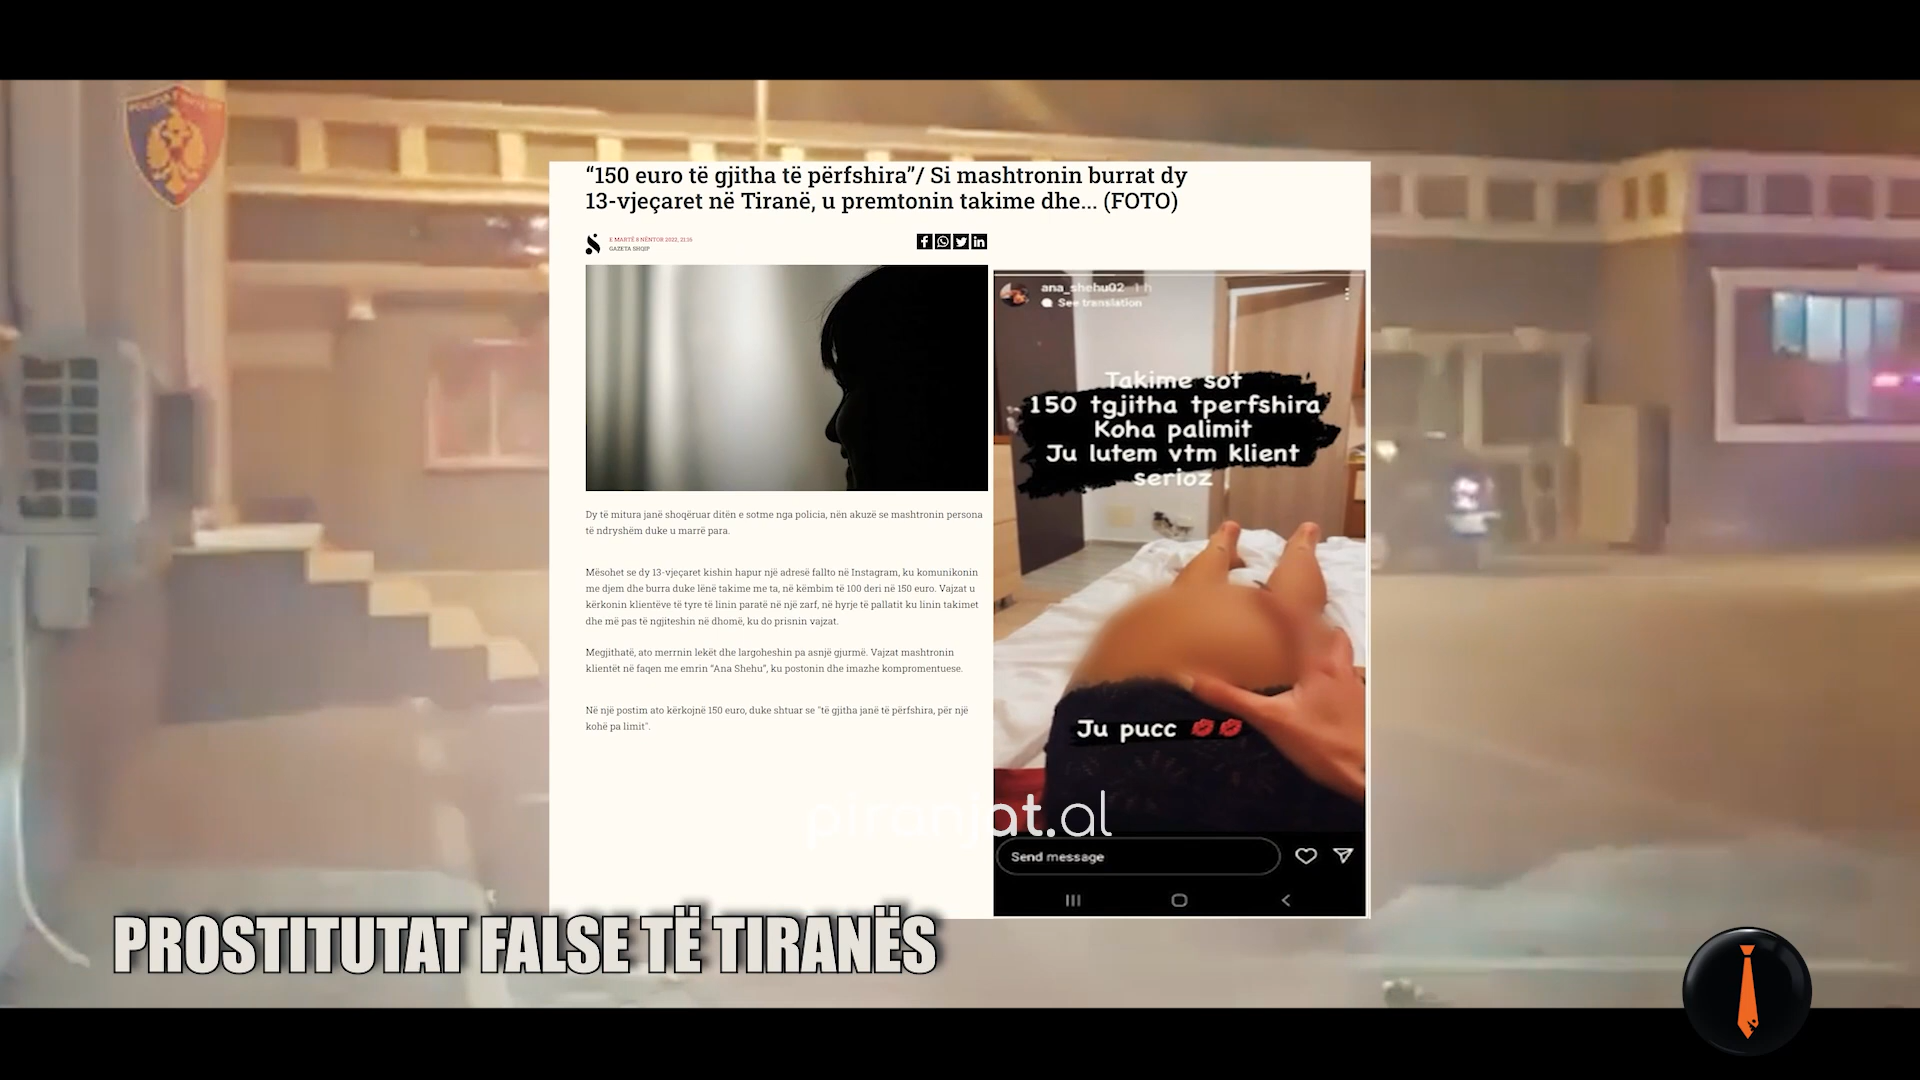 “150 euro të gjitha të përfshira”/ Si mashtronin burrat dy
13-vjeçaret në Tiranë, u premtonin takime dhe... (FOTO)
E MARTË 8 NËNTOR 2022, 21:16
GAZETA SHQIP
Dy të mitura janë shoqëruar ditën e sotme nga policia, nën akuzë se mashtronin persona
të ndryshëm duke u marrë para.
Mësohet se dy 13-vjeçaret kishin hapur një adresë fallto në Instagram, ku komunikonin
me djem dhe burra duke lënë takime me ta, në këmbim të 100 deri në 150 euro. Vajzat u
kërkonin klientëve të tyre të linin paratë në një zarf, në hyrje të pallatit ku linin takimet
dhe më pas të ngjiteshin në dhomë, ku do prisnin vajzat.
Megjithatë, ato merrnin lekët dhe largoheshin pa asnjë gjurmë. Vajzat mashtronin
klientët në faqen me emrin “Ana Shehu”, ku postonin dhe imazhe kompromentuese.
Në një postim ato kërkojnë 150 euro, duke shtuar se "të gjitha janë të përfshira, për një
kohë pa limit".
ana_shehu02 1 h
See translation
Takime sot
150 tgjitha tperfshira
Koha palimit
Ju lutem vtm klient
serioz
Ju pucc
piranjat.al
Send message
PROSTITUTAT FALSE TË TIRANËS